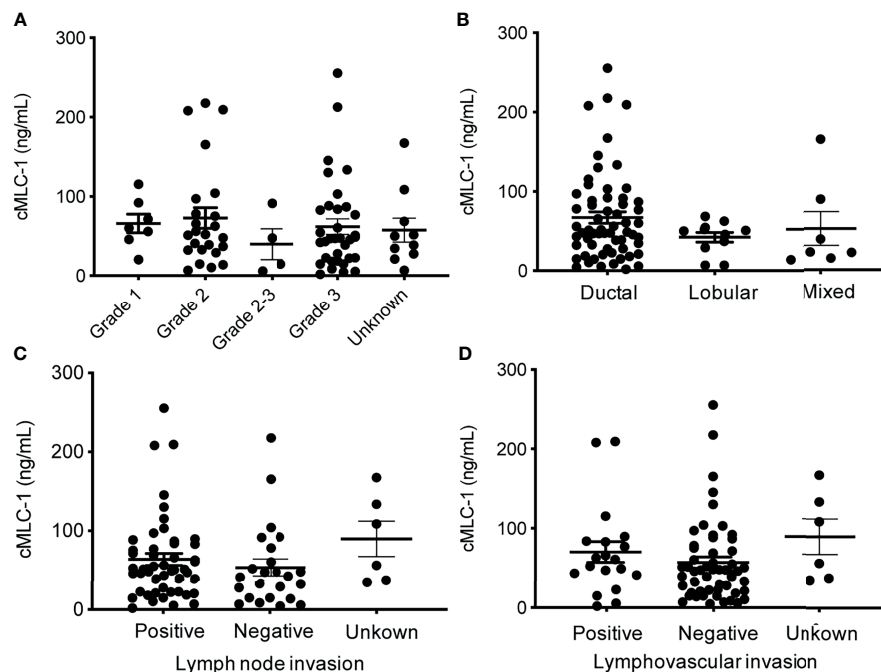 A
300
200
100
0
cMLC-1 (ng/mL)
Grade 1
Grade 2
Grade 2-3
Grade 3
Unknown
B
300
200
100
0
cMLC-1 (ng/mL)
Ductal
Lobular
Mixed
C
300
200
100
0
cMLC-1 (ng/mL)
Positive
Negative
Unkown
Lymph node invasion
D
300
200
100
0
cMLC-1 (ng/mL)
Positive
Negative
Unknown
Lymphovascular invasion